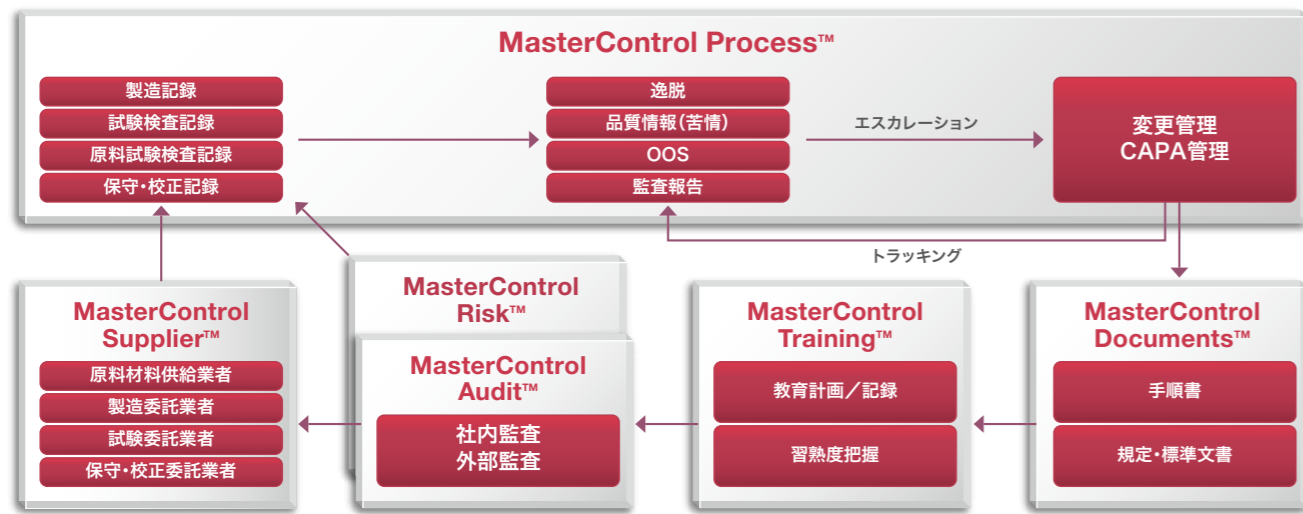 MasterControl Process™
製造記録
試験検査記録
原料試験検査記録
保守・校正記録
逸脱
品質情報（苦情）
OOS
監査報告
エスカレーション
変更管理
CAPA管理
トラッキング
MasterControl
Supplier™
原料材料供給業者
製造委託業者
試験委託業者
保守・校正委託業者
MasterControl
Risk™
MasterControl
Audit™
社内監査
外部監査
MasterControl
Training™
教育計画／記録
習熟度把握
MasterControl
Documents™
手順書
規定・標準文書